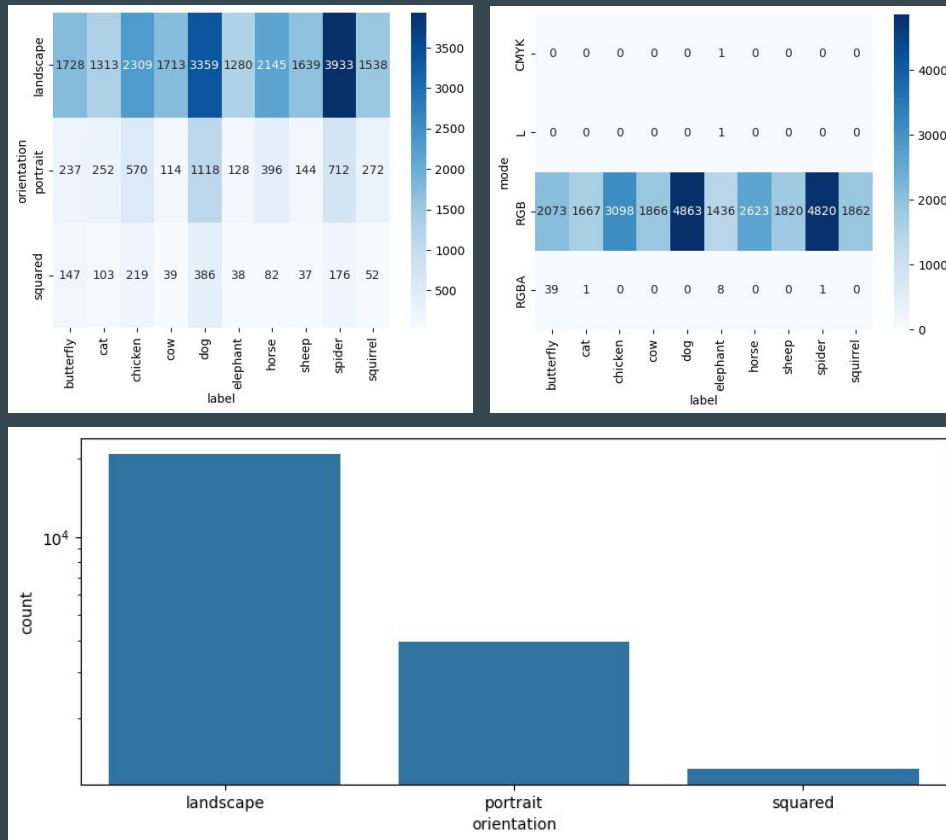 landscape
1728 1313 2309 1713 3359 1280 2145 1639 3933 1538
orientation
portrait
237 252 570 114 1118 128 396 144 712 272
squared
147 103 219 39 386 38 82 37 176 52
butterfly cat chicken cow dog elephant horse sheep spider squirrel
label
3500
3000
2500
2000
1500
1000
500
CMYK
0 0 0 0 0 1 0 0 0 0
L
0 0 0 0 0 1 0 0 0 0
mode
RGB
2073 1667 3098 1866 4863 1436 2623 1820 4820 1862
RGBA
39 1 0 0 0 8 0 0 1 0
butterfly cat chicken cow dog elephant horse sheep spider squirrel
label
4000
3000
2000
1000
0
10⁴
count
landscape portrait squared
orientation